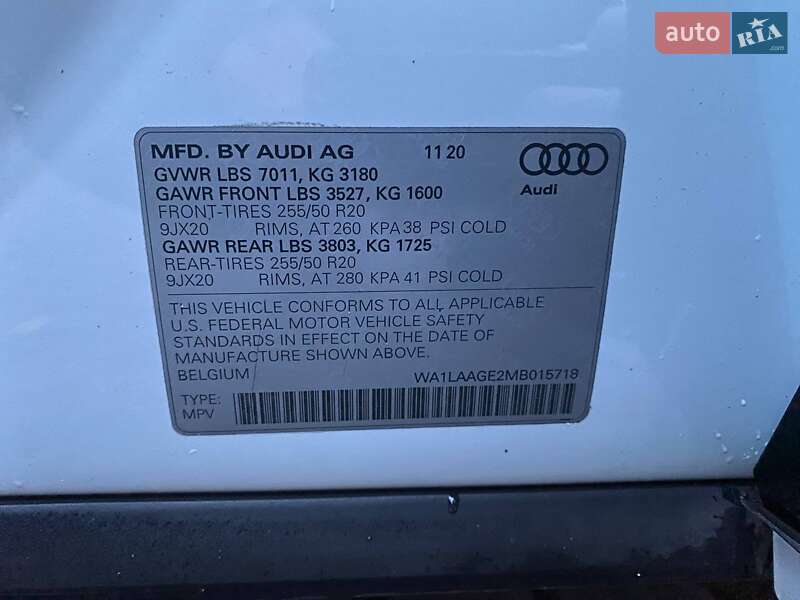 auto RIA.com
MFD. BY AUDI AG 11 20
GVWR LBS 7011, KG 3180
GAWR FRONT LBS 3527, KG 1600
Audi
FRONT-TIRES 255/50 R20
9JX20 RIMS, AT 260 KPA 38 PSI COLD
GAWR REAR LBS 3803, KG 1725
REAR-TIRES 255/50 R20
9JX20 RIMS, AT 280 KPA 41 PSI COLD
THIS VEHICLE CONFORMS TO ALL APPLICABLE
U.S. FEDERAL MOTOR VEHICLE SAFETY
STANDARDS IN EFFECT ON THE DATE OF
MANUFACTURE SHOWN ABOVE.
BELGIUM WA1LAAGE2MB015718
TYPE:
MPV